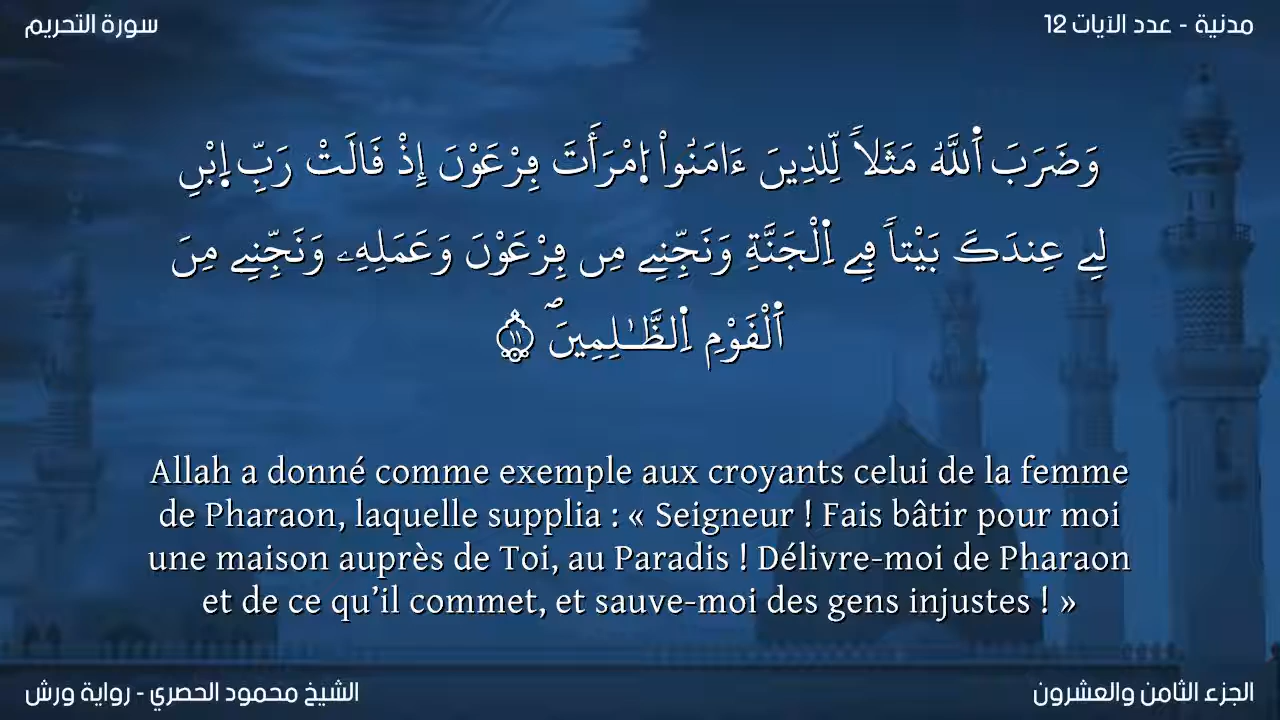 مدنية - عدد الآيات 12
سورة التحريم
وَضَرَبَ اَ۬للَّهُ مَثَلاٗ لِّلذِينَ ءَامَنُواْ اُ۪مْرَأَتَ فِرْعَوْنَ إِذْ قَالَتْ رَبِّ اِ۪بْنِ
لِے عِندَكَ بَيْتاٗ فِے اِ۬لْجَنَّةِ وَنَجِّنِے مِن فِرْعَوْنَ وَعَمَلِهِۦ وَنَجِّنِے مِنَ
اَ۬لْقَوْمِ اِ۬لظَّٰلِمِينَۖ ١١
Allah a donné comme exemple aux croyants celui de la femme
de Pharaon, laquelle supplia : « Seigneur ! Fais bâtir pour moi
une maison auprès de Toi, au Paradis ! Délivre-moi de Pharaon
et de ce qu’il commet, et sauve-moi des gens injustes ! »
الجزء الثامن والعشرون
الشيخ محمود الحصري - رواية ورش